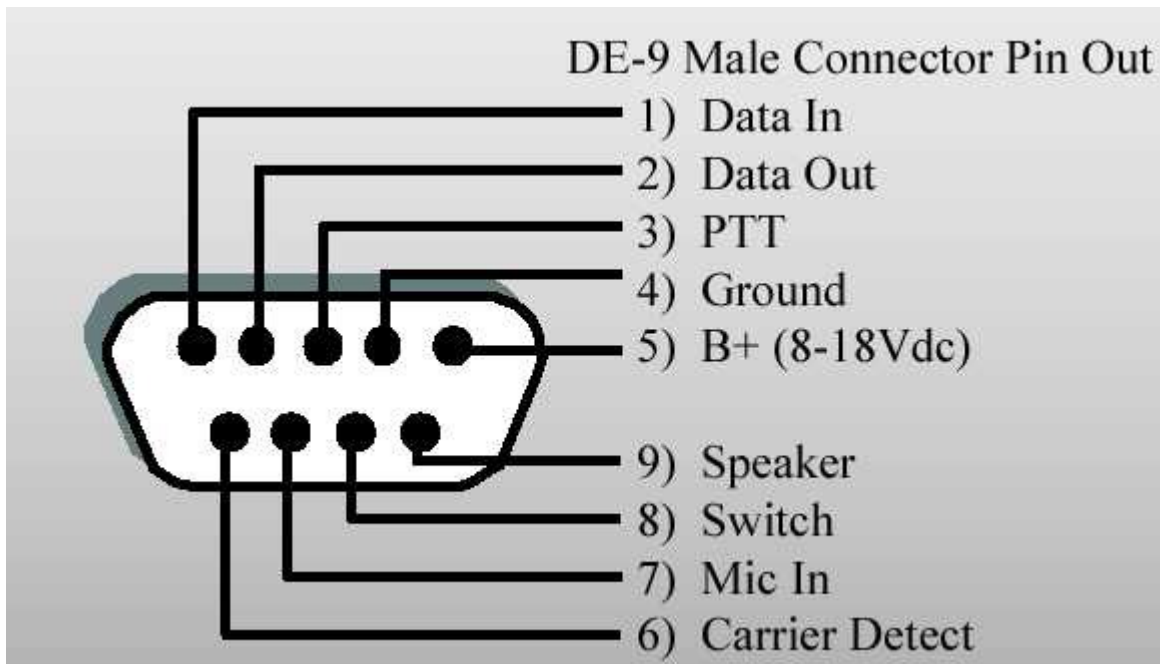 DE-9 Male Connector Pin Out
1) Data In
2) Data Out
3) PTT
4) Ground
5) B+ (8-18Vdc)
9) Speaker
8) Switch
7) Mic In
6) Carrier Detect